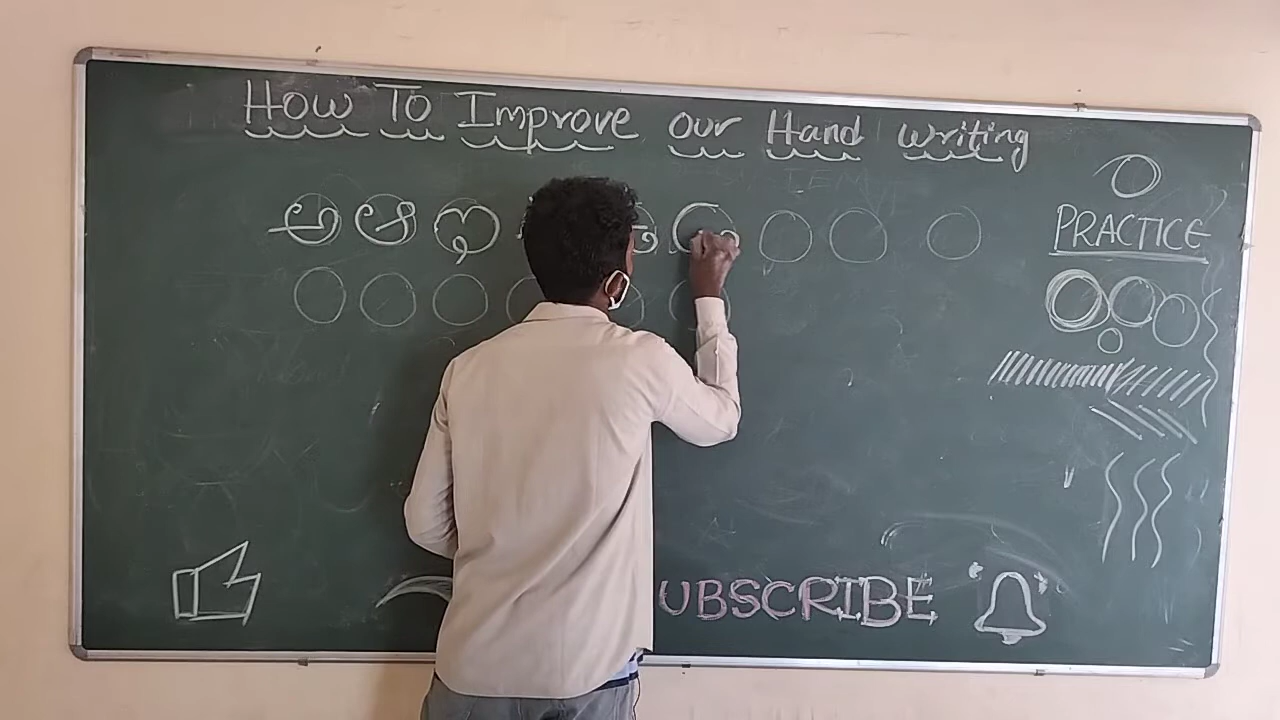 How To Improve our Hand Writing
PRACTICE
అ ఆ
UBSCRIBE